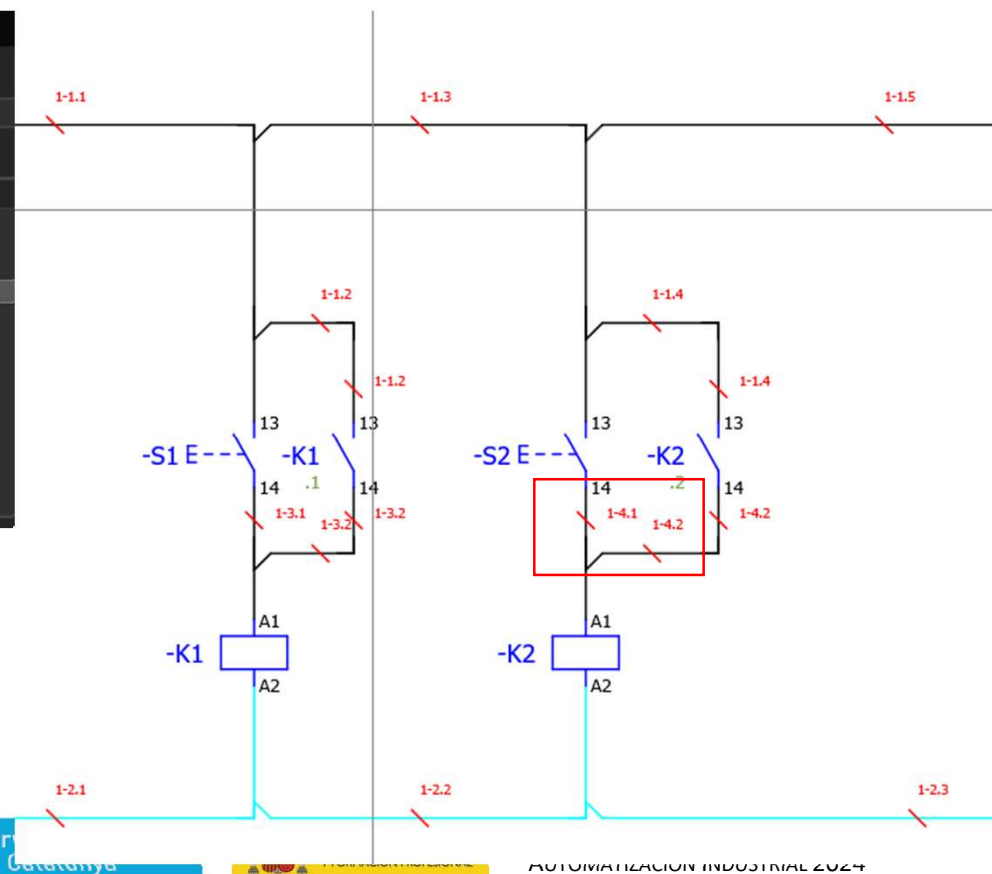 1-1.1 1-1.3 1-1.5
1-1.2 1-1.4
1-1.2 1-1.4
13 13 13 13
-S1 E -K1 -S2 E -K2
.1 .2
14 14 14 14
1-3.1 1-3.2 1-3.2 1-4.1 1-4.2 1-4.2
A1 A1
-K1 -K2
A2 A2
1-2.1 1-2.2 1-2.3
Catalunya
AUTOMATIZACIÓN INDUSTRIAL 2024